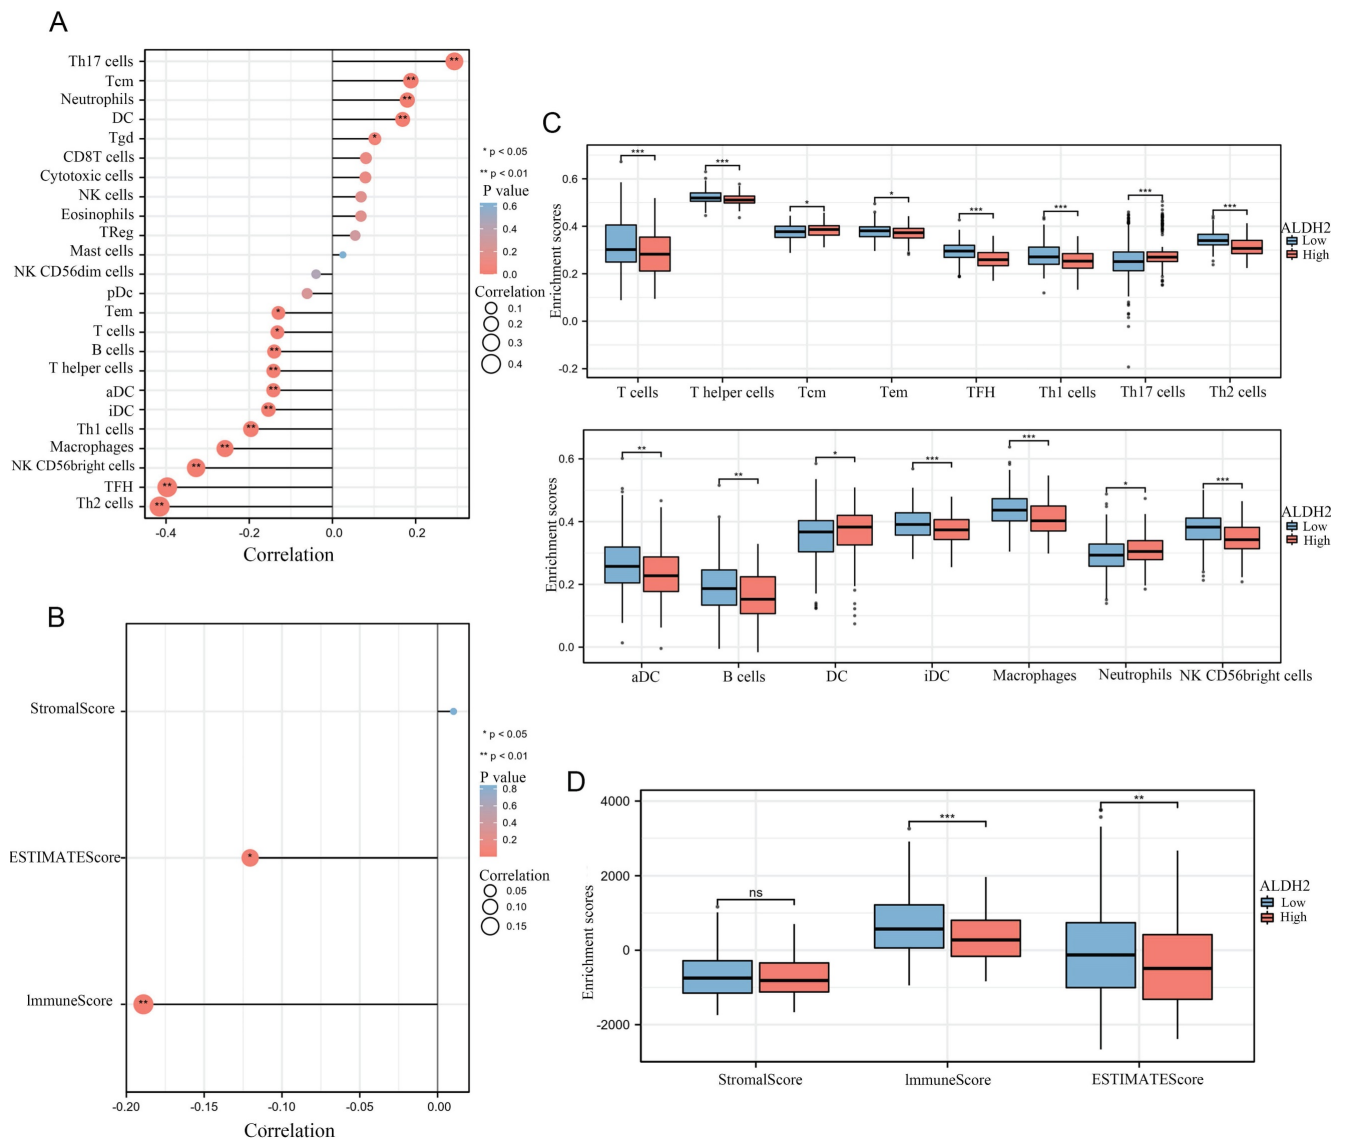 A
Th17 cells
Tcm
Neutrophils
DC
Tgd
CD8T cells
Cytotoxic cells
NK cells
Eosinophils
TReg
Mast cells
NK CD56dim cells
pDc
Tem
T cells
B cells
T helper cells
aDC
iDC
Th1 cells
Macrophages
NK CD56bright cells
TFH
Th2 cells
** ** ** ** * * * ** ** ** ** ** ** ** ** **
-0.4 -0.2 0.0 0.2
Correlation
* p < 0.05
** p < 0.01
P value
0.6
0.4
0.2
0.0
Correlation
0.1
0.2
0.3
0.4
B
StromalScore
ESTIMATEScore
ImmuneScore
*
**
-0.20 -0.15 -0.10 -0.05 0.00
Correlation
* p < 0.05
** p < 0.01
P value
0.8
0.6
0.4
0.2
Correlation
0.05
0.10
0.15
C
Enrichment scores
0.6
0.4
0.2
0.0
-0.2
*** *** * * *** *** *** ***
T cells T helper cells Tcm Tem TFH Th1 cells Th17 cells Th2 cells
ALDH2
Low
High
Enrichment scores
0.6
0.4
0.2
0.0
** ** * *** *** * ***
aDC B cells DC iDC Macrophages Neutrophils NK CD56bright cells
ALDH2
Low
High
D
Enrichment scores
4000
2000
0
-2000
ns *** **
StromalScore ImmuneScore ESTIMATEScore
ALDH2
Low
High